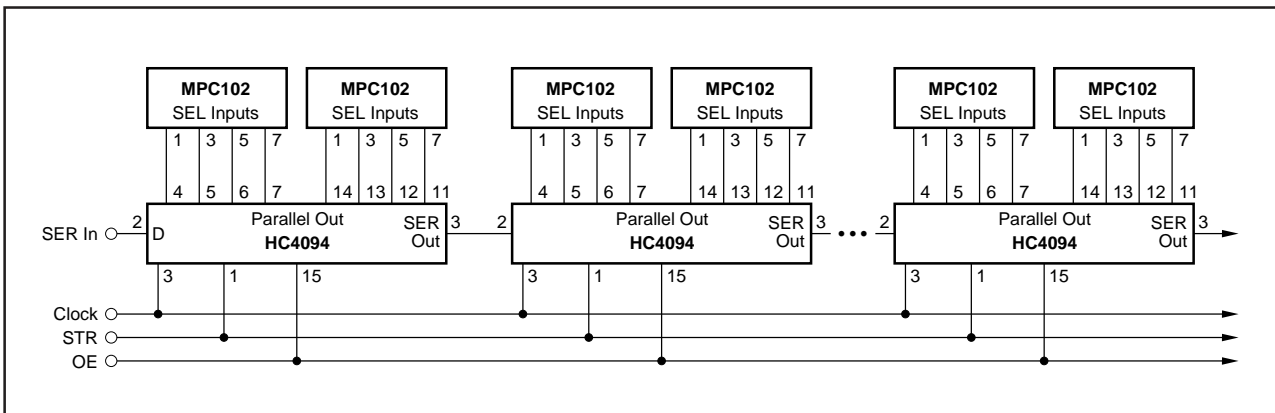 MPC102 MPC102 MPC102 MPC102 MPC102 MPC102
SEL Inputs SEL Inputs SEL Inputs SEL Inputs SEL Inputs SEL Inputs
1 3 5 7 1 3 5 7 1 3 5 7 1 3 5 7 1 3 5 7 1 3 5 7
4 5 6 7 14 13 12 11 4 5 6 7 14 13 12 11 4 5 6 7 14 13 12 11
Parallel Out SER Parallel Out SER Parallel Out SER
SER In 2 D HC4094 Out 3 2 HC4094 Out 3 2 HC4094 Out 3
3 1 15 3 1 15 3 1 15
Clock
STR
OE